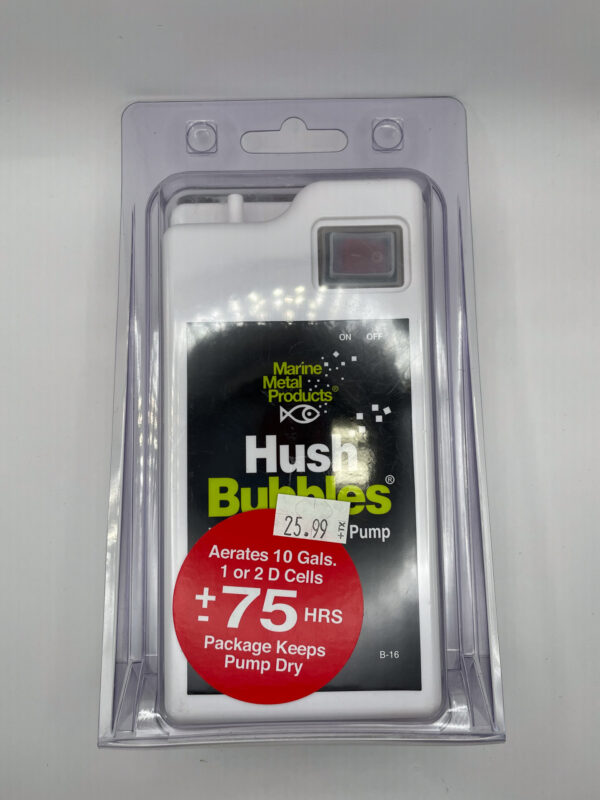 ON OFF
Marine
Metal
Products®
Hush
Bubbles®
25.99 +TX
Pump
Aerates 10 Gals.
1 or 2 D Cells
± 75 HRS
Package Keeps
Pump Dry
B-16